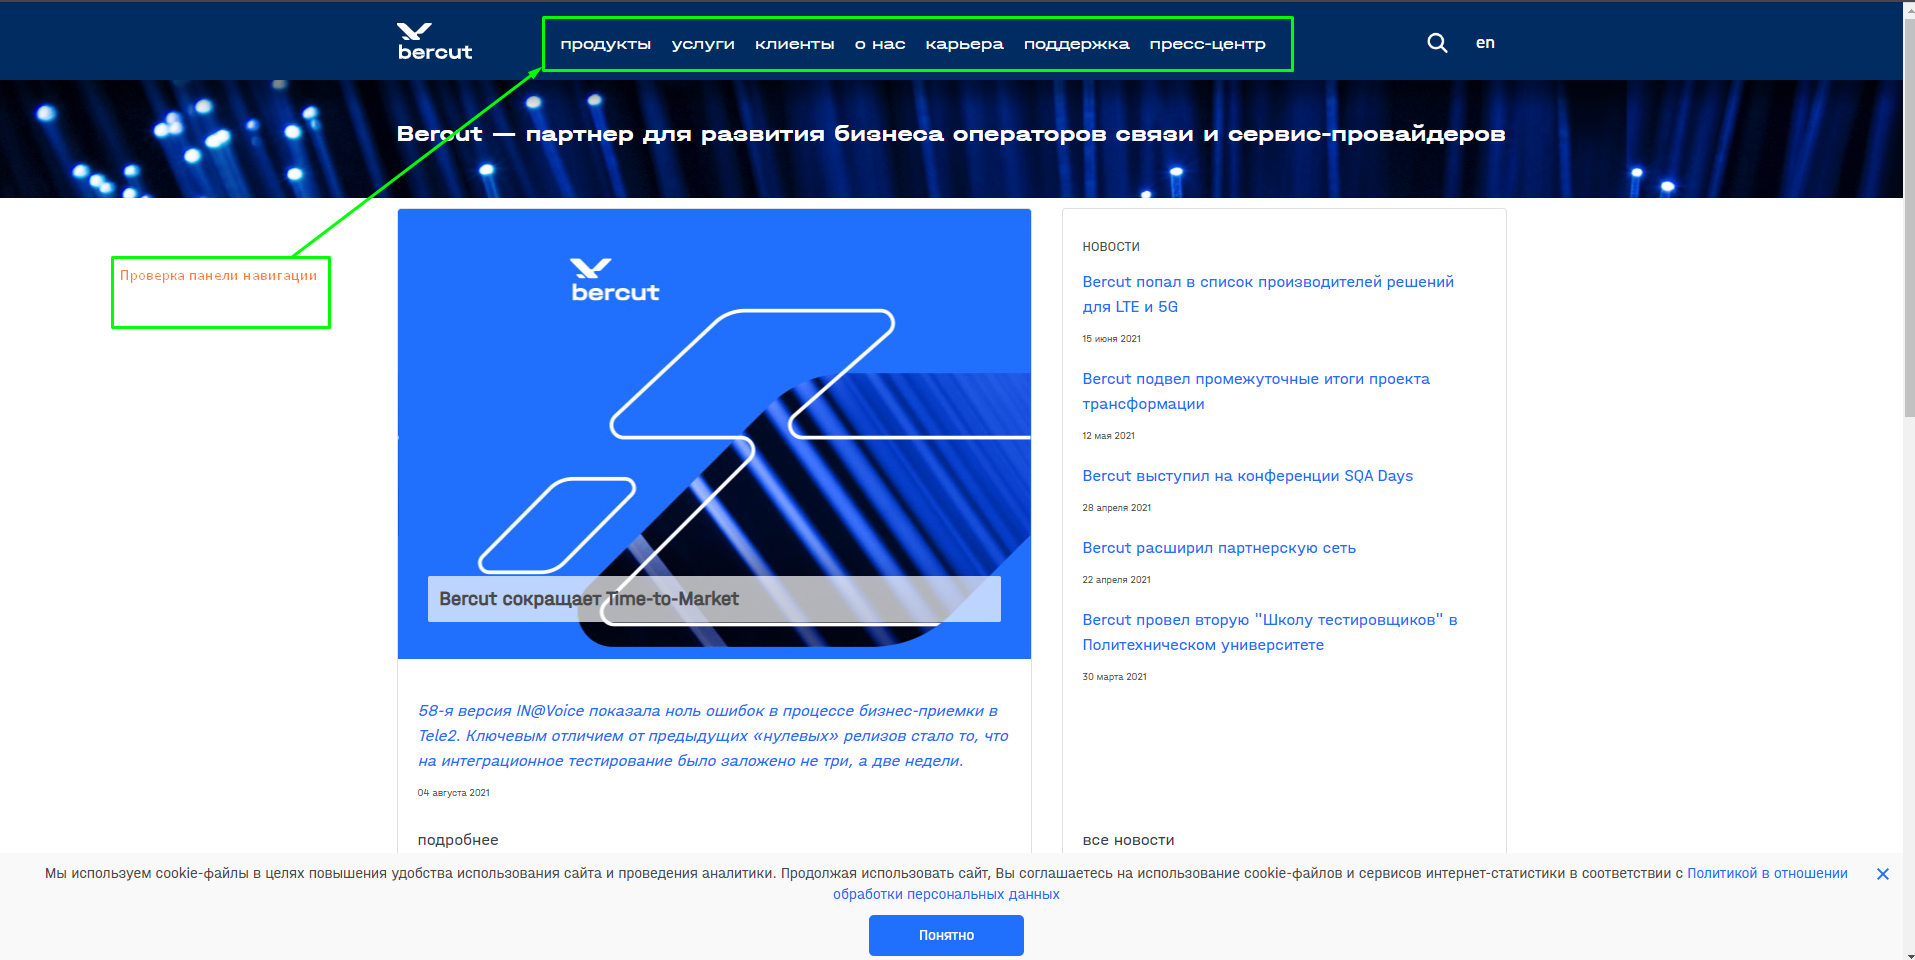 bercut
продукты услуги клиенты о нас карьера поддержка пресс-центр
en
Bercut — партнер для развития бизнеса операторов связи и сервис-провайдеров
Проверка панели навигации
bercut
Bercut сокращает Time-to-Market
58-я версия IN@Voice показала ноль ошибок в процессе бизнес-приемки в
Tele2. Ключевым отличием от предыдущих «нулевых» релизов стало то, что
на интеграционное тестирование было заложено не три, а две недели.
04 августа 2021
подробнее
НОВОСТИ
Bercut попал в список производителей решений
для LTE и 5G
15 июня 2021
Bercut подвел промежуточные итоги проекта
трансформации
12 мая 2021
Bercut выступил на конференции SQA Days
28 апреля 2021
Bercut расширил партнерскую сеть
22 апреля 2021
Bercut провел вторую "Школу тестировщиков" в
Политехническом университете
30 марта 2021
все новости
Мы используем cookie-файлы в целях повышения удобства использования сайта и проведения аналитики. Продолжая использовать сайт, Вы соглашаетесь на использование cookie-файлов и сервисов интернет-статистики в соответствии с Политикой в отношении
обработки персональных данных
Понятно